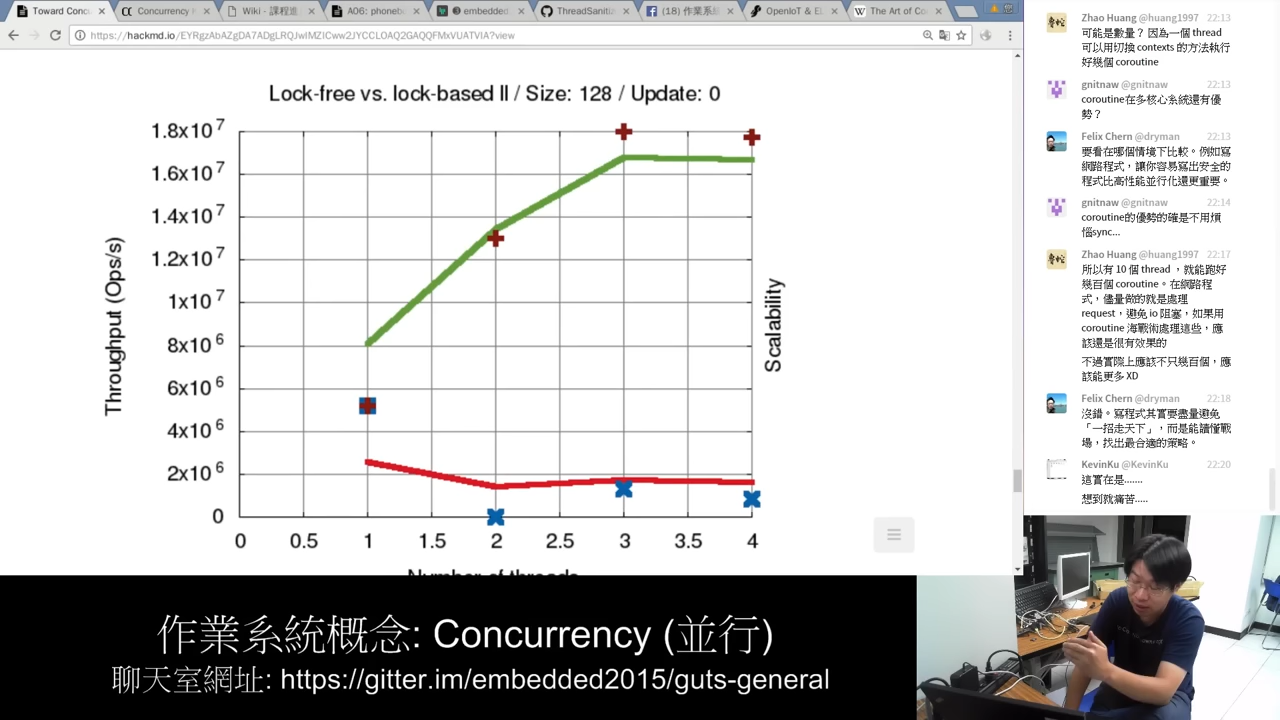 Toward Conc
Concurrency
Wiki - 課程進
A06: phoneb
❸ embedded
ThreadSaniti
(18) 作業系統
OpenIoT & EL
The Art of Co
https://hackmd.io/EYRgzAbAZgDA7ADgLRQJwIMZICww2JYCCLOAQ2GAQQFMxVUATVIA?view
Lock-free vs. lock-based ll / Size: 128 / Update: 0
1.8x10 7
1.6x10 7
1.4x10 7
1.2x10 7
1x10 7
8x10 6
6x10 6
4x10 6
2x10 6
0
Throughput (Ops/s)
Scalability
0 0.5 1 1.5 2 2.5 3 3.5 4
Number of threads
作業系統概念: Concurrency (並行)
聊天室網址: https://gitter.im/embedded2015/guts-general
Zhao Huang @huang1997 22:13
可能是數量？ 因為一個 thread
可以用切換 contexts 的方法執行
好幾個 coroutine
gnitnaw @gnitnaw 22:13
coroutine在多核心系統還有優
勢？
Felix Chern @dryman 22:13
要看在哪個情境下比較。例如寫
網路程式，讓你容易寫出安全的
程式比高性能並行化還更重要。
gnitnaw @gnitnaw 22:14
coroutine的優勢的確是不用煩
惱sync...
Zhao Huang @huang1997 22:17
所以有 10 個 thread ，就能跑好
幾百個 coroutine。在網路程
式，儘量做的就是處理
request，避免 io 阻塞，如果用
coroutine 海戰術處理這些，應
該還是很有效果的
不過實際上應該不只幾百個，應
該能更多 XD
Felix Chern @dryman 22:18
沒錯。寫程式其實要盡量避免
「一招走天下」，而是能讀懂戰
場，找出最合適的策略。
KevinKu @KevinKu 22:20
這實在是.......
想到就痛苦.....